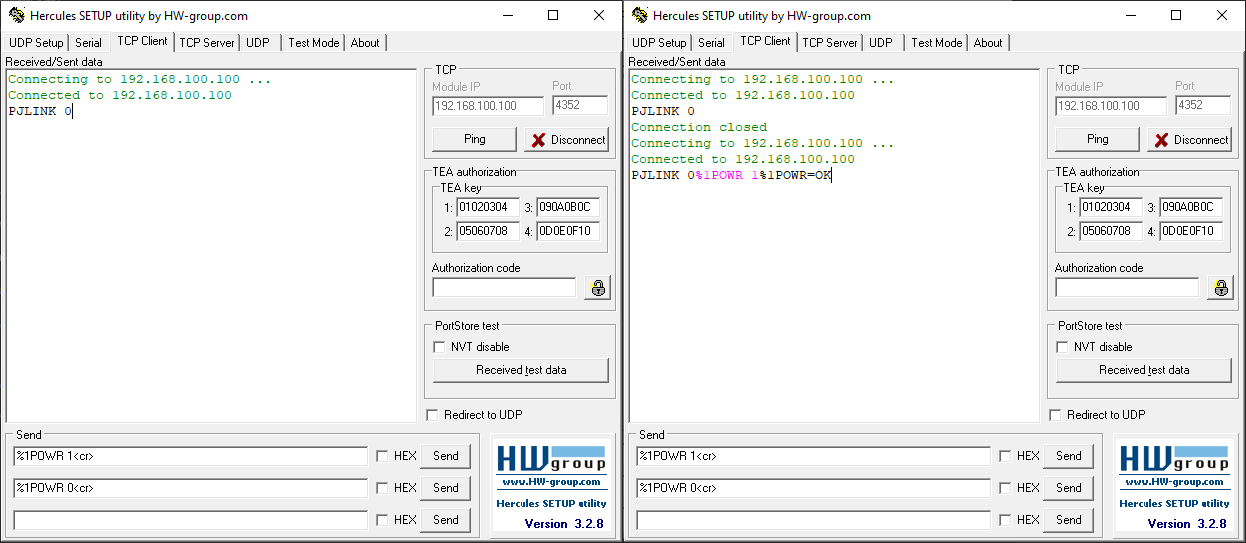 Hercules SETUP utility by HW-group.com
UDP Setup Serial TCP Client TCP Server UDP Test Mode About
Received/Sent data
Connecting to 192.168.100.100 ...
Connected to 192.168.100.100
PJLINK 0
TCP
Module IP Port
192.168.100.100 4352
Ping Disconnect
TEA authorization
TEA key
1: 01020304 3: 090A0B0C
2: 05060708 4: 0D0E0F10
Authorization code
PortStore test
NVT disable
Received test data
Redirect to UDP
Send
%1POWR 1<cr> HEX Send
%1POWR 0<cr> HEX Send
HEX Send
HW group
www.HW-group.com
Hercules SETUP utility
Version 3.2.8
Hercules SETUP utility by HW-group.com
UDP Setup Serial TCP Client TCP Server UDP Test Mode About
Received/Sent data
Connecting to 192.168.100.100 ...
Connected to 192.168.100.100
PJLINK 0
Connection closed
Connecting to 192.168.100.100 ...
Connected to 192.168.100.100
PJLINK 0%1POWR 1%1POWR=OK
TCP
Module IP Port
192.168.100.100 4352
Ping Disconnect
TEA authorization
TEA key
1: 01020304 3: 090A0B0C
2: 05060708 4: 0D0E0F10
Authorization code
PortStore test
NVT disable
Received test data
Redirect to UDP
Send
%1POWR 1<cr> HEX Send
%1POWR 0<cr> HEX Send
HEX Send
HW group
www.HW-group.com
Hercules SETUP utility
Version 3.2.8